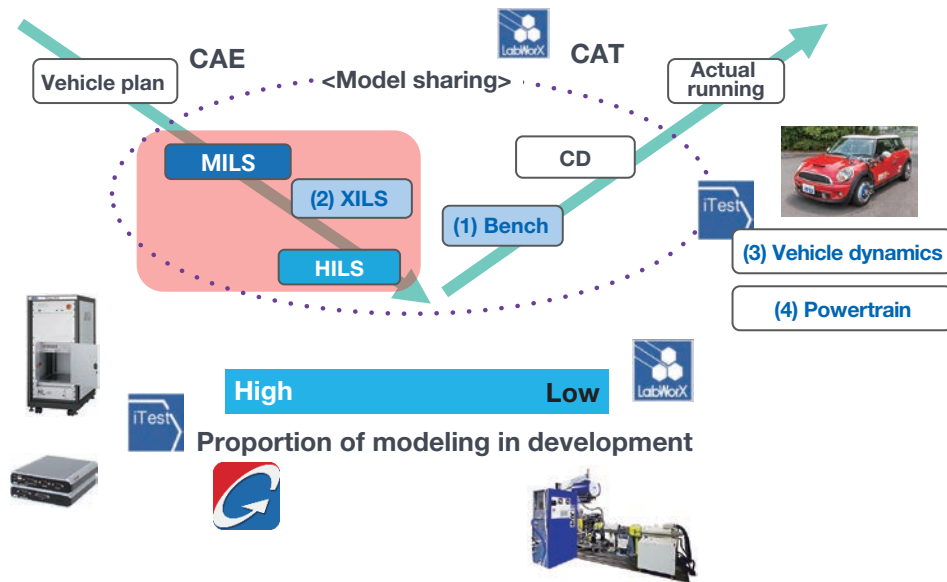 LabWorX
CAE
CAT
Vehicle plan
<Model sharing>
Actual
running
MILS
CD
(2) XILS
(1) Bench
iTest
HILS
(3) Vehicle dynamics
(4) Powertrain
High
Low
LabWorX
iTest
Proportion of modeling in development